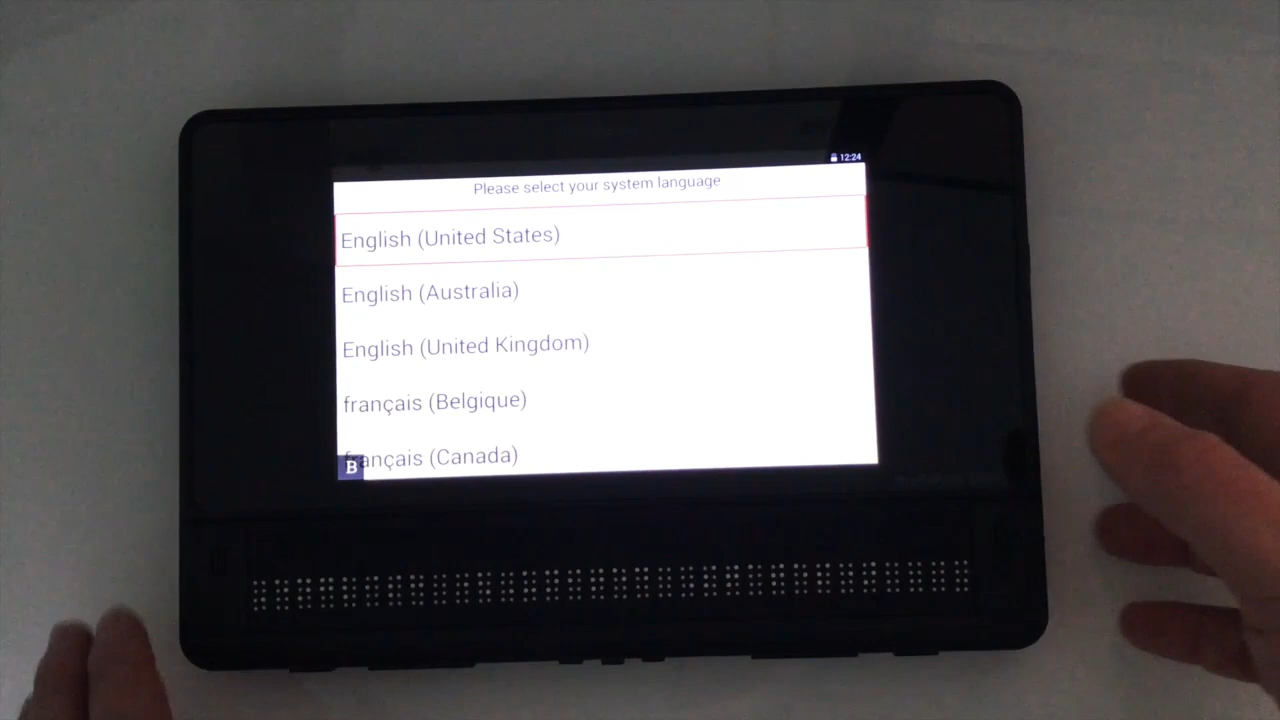 12:24
Please select your system language
English (United States)
English (Australia)
English (United Kingdom)
français (Belgique)
français (Canada)
B